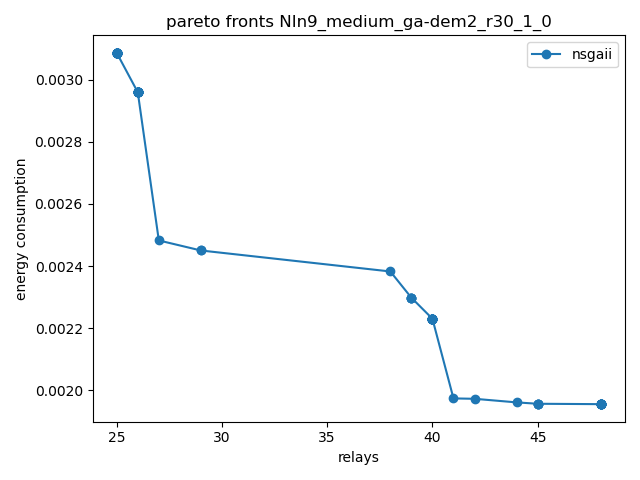 pareto fronts NIn9_medium_ga-dem2_r30_1_0
nsgaii
0.0030
0.0028
0.0026
0.0024
0.0022
0.0020
energy consumption
25 30 35 40 45
relays